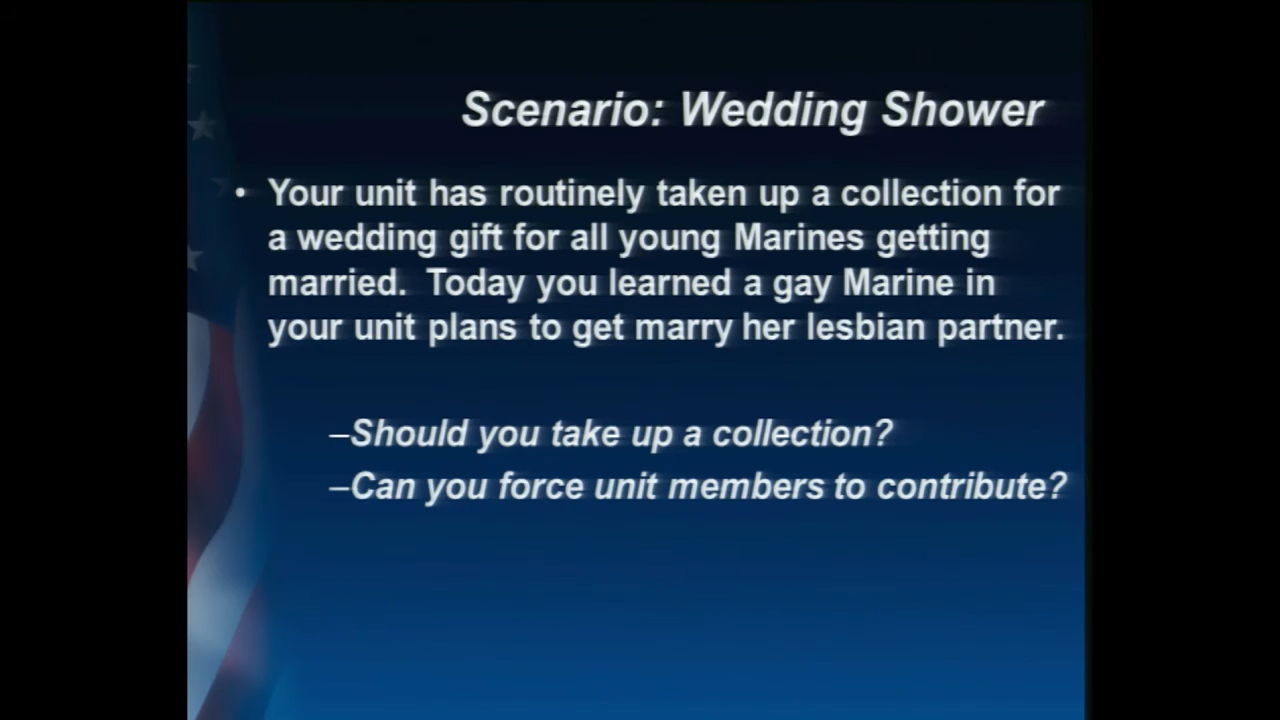 Scenario: Wedding Shower
• Your unit has routinely taken up a collection for
a wedding gift for all young Marines getting
married. Today you learned a gay Marine in
your unit plans to get marry her lesbian partner.
–Should you take up a collection?
–Can you force unit members to contribute?